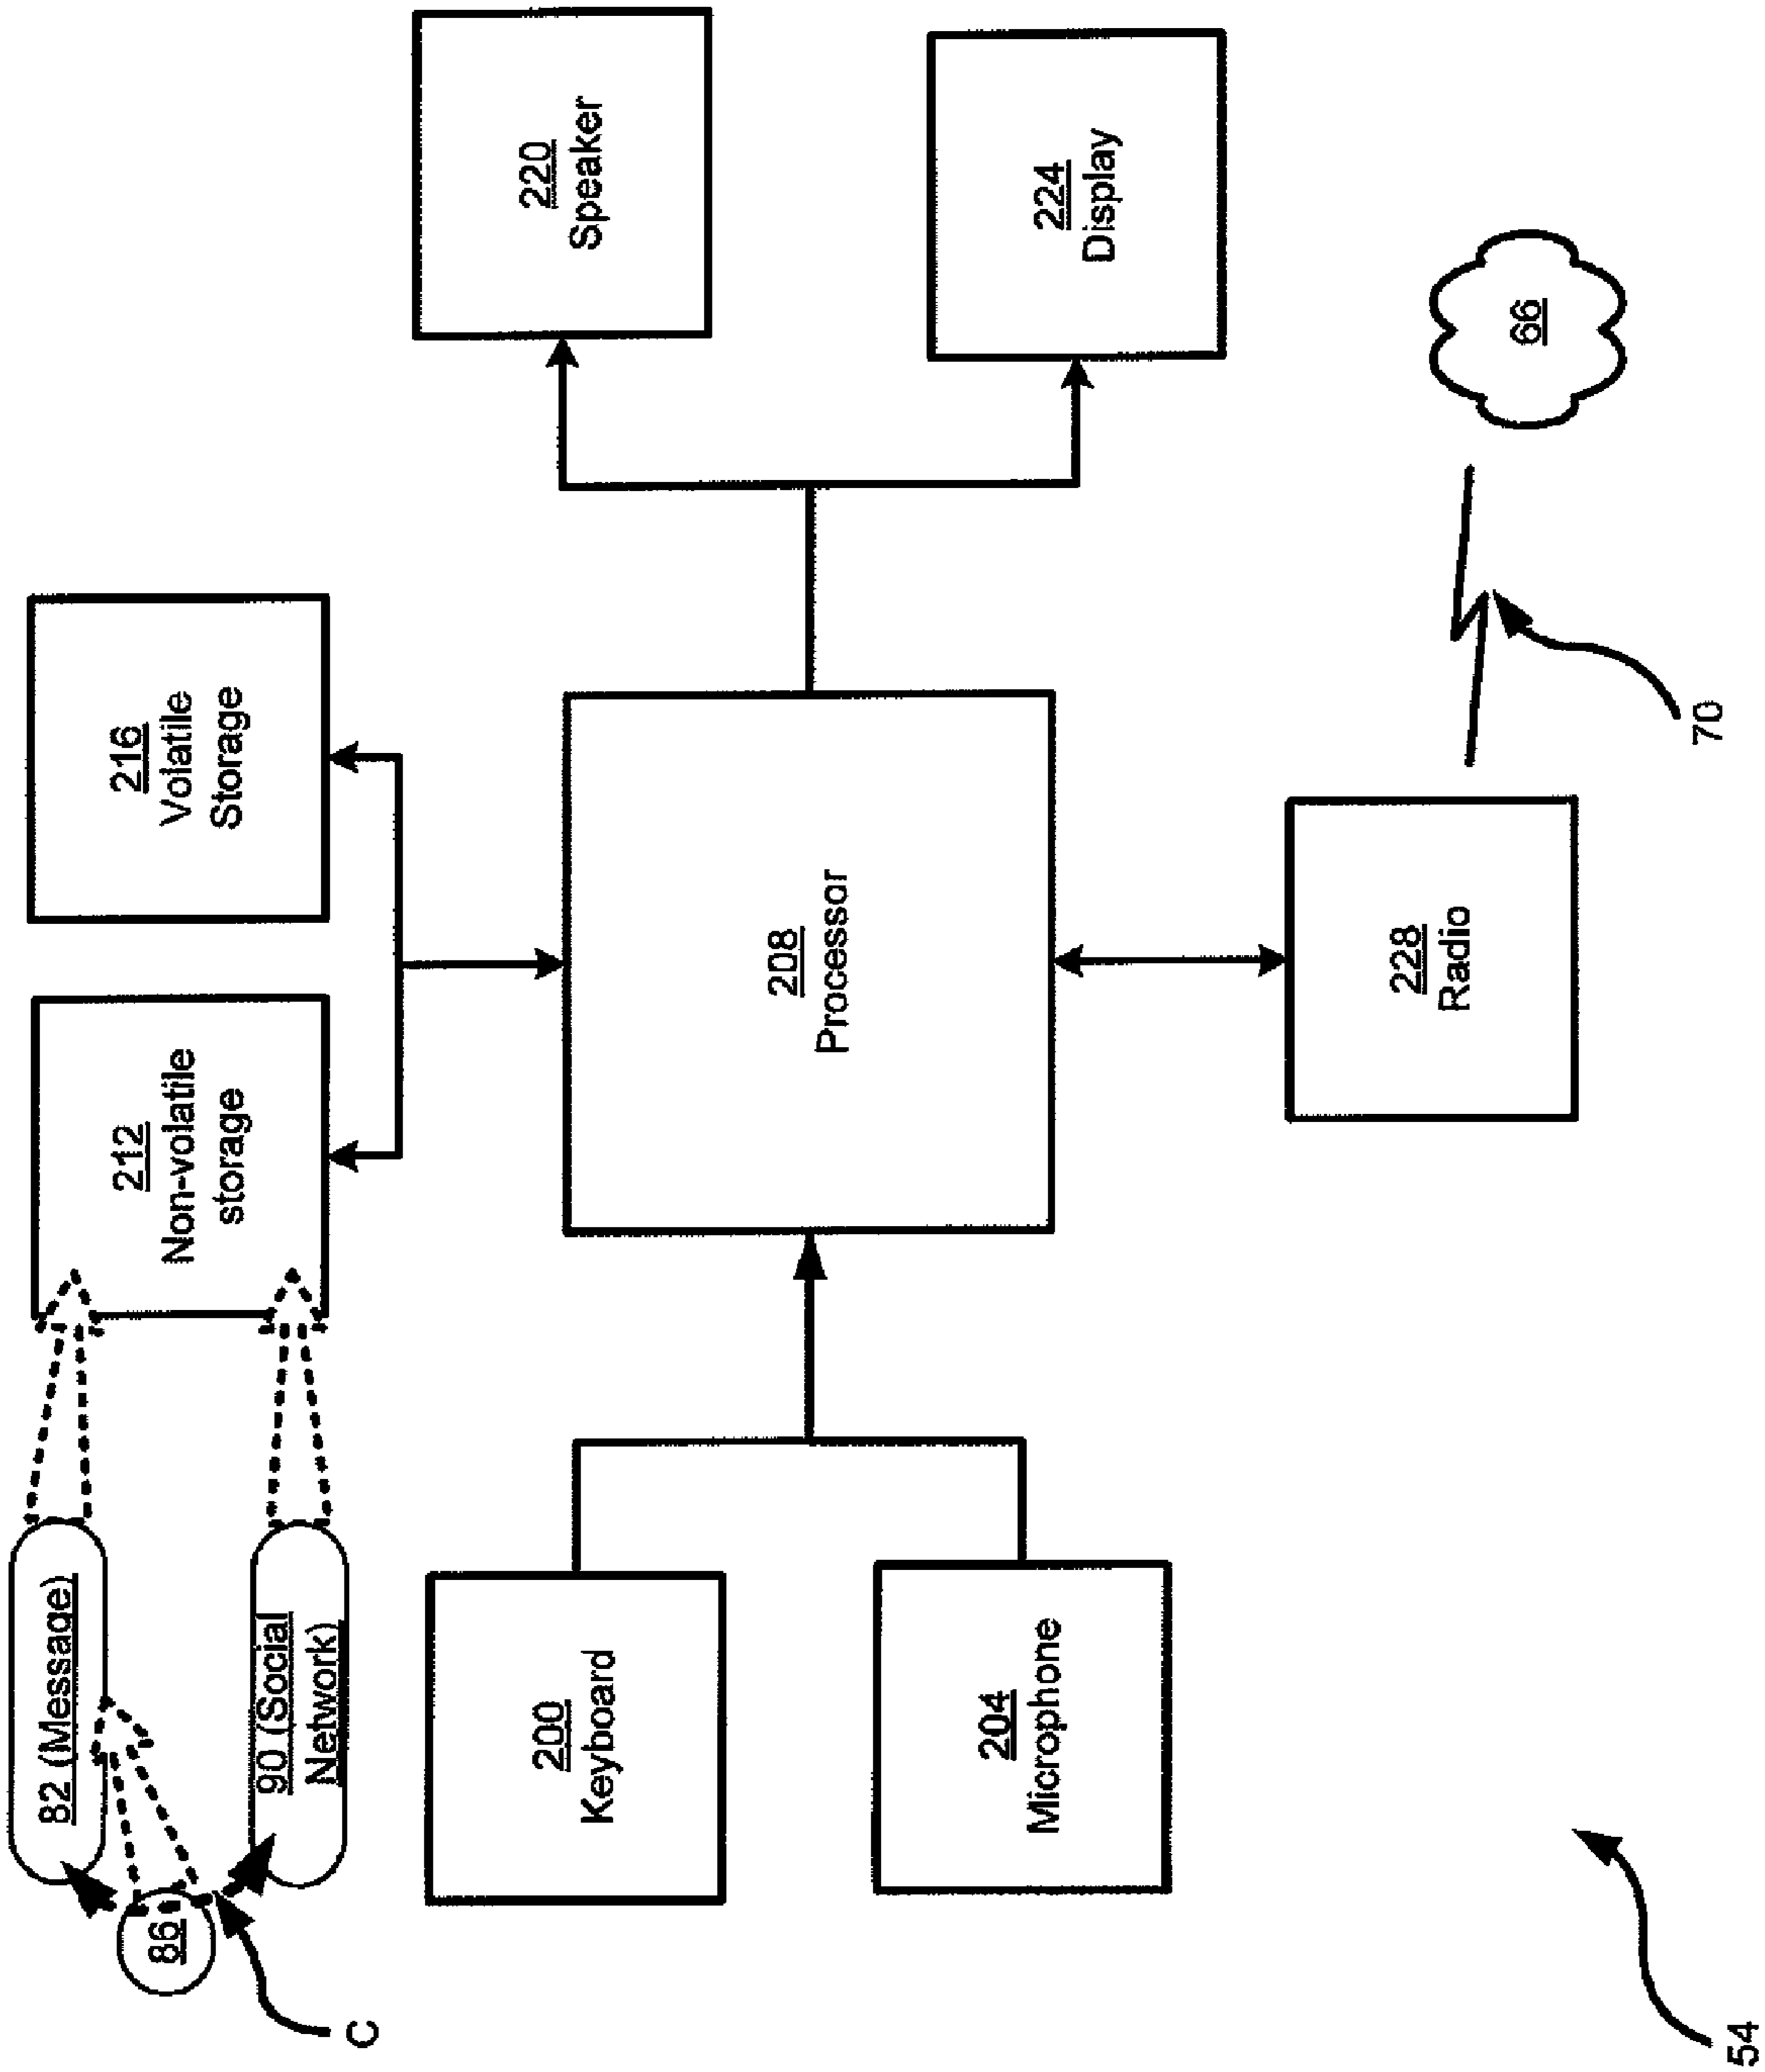 82 (Message)
86
90 (Social
Network)
C
212
Non-volatile
storage
216
Volatile
Storage
200
Keyboard
204
Microphone
208
Processor
220
Speaker
224
Display
228
Radio
66
70
54